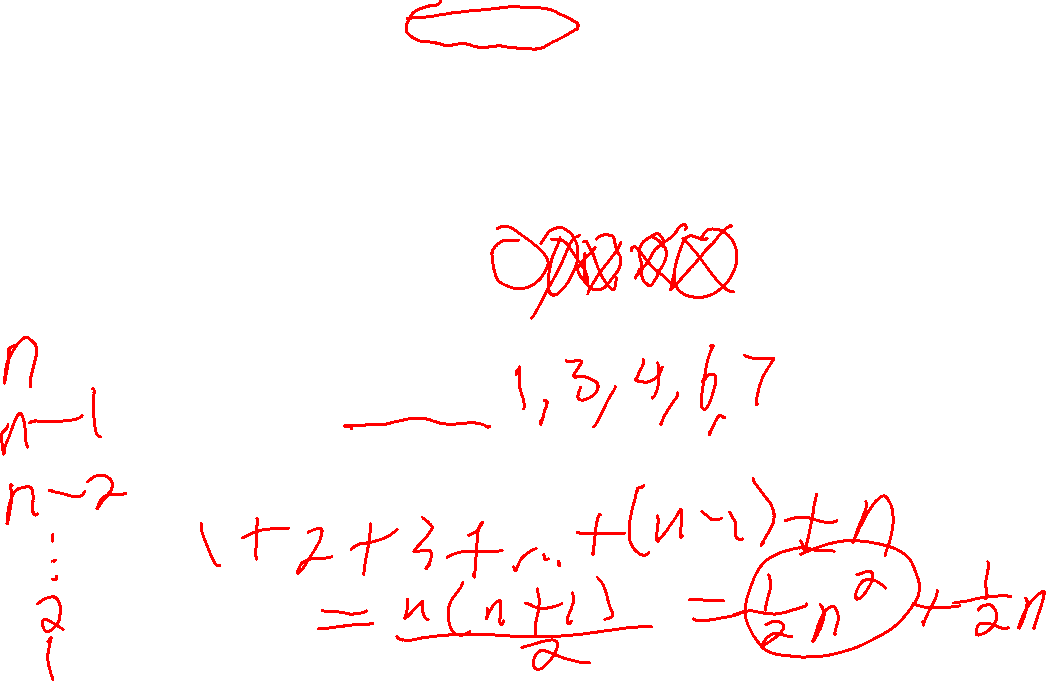 1, 3, 4, 6, 7
n
n-1
n-2
⋮
2
1
1+2+3+...+(n-1)+n
= n(n+1)/2 = 1/2 n² + 1/2 n